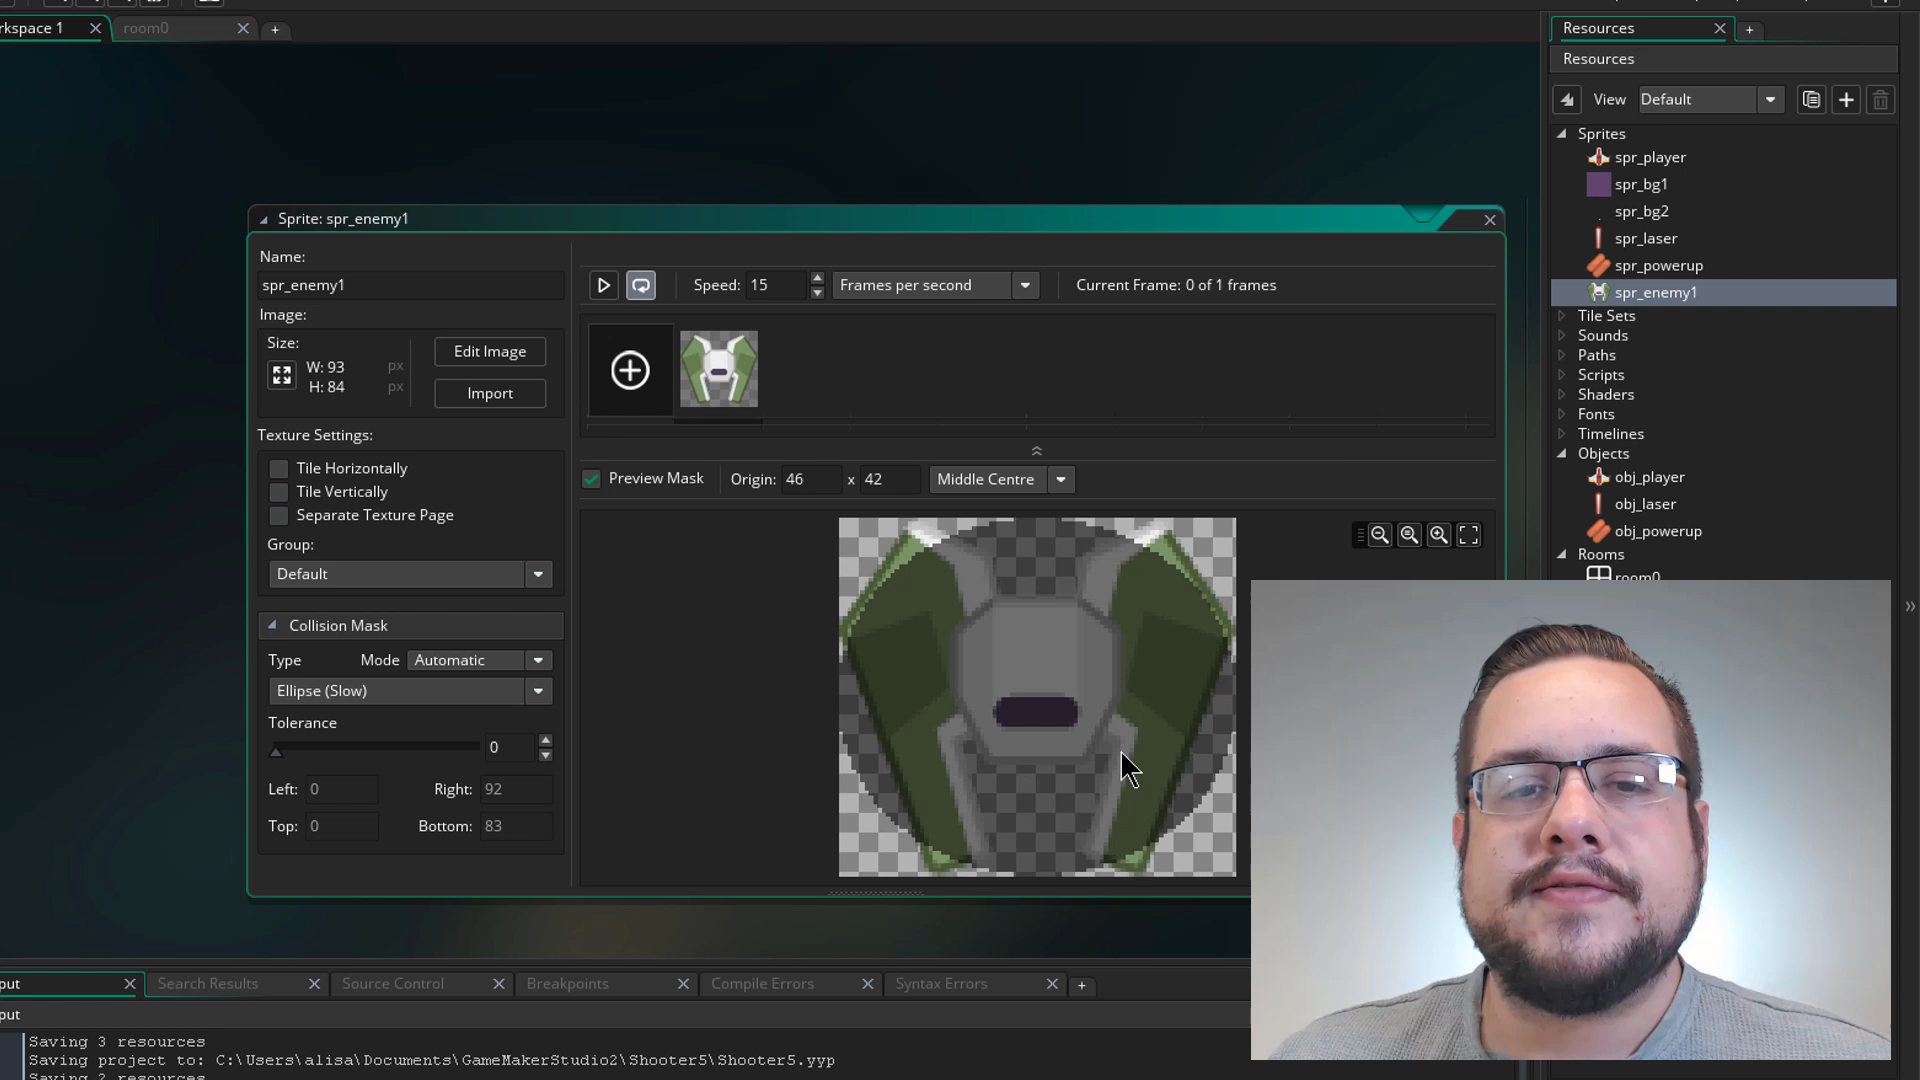 rkspace 1
room0
Resources
Resources
View
Default
Sprites
spr_player
spr_bg1
spr_bg2
spr_laser
spr_powerup
spr_enemy1
Tile Sets
Sounds
Paths
Scripts
Shaders
Fonts
Timelines
Objects
obj_player
obj_laser
obj_powerup
Rooms
room0
Sprite: spr_enemy1
Name:
spr_enemy1
Image:
Size:
W: 93 px
H: 84 px
Edit Image
Import
Texture Settings:
Tile Horizontally
Tile Vertically
Separate Texture Page
Group:
Default
Collision Mask
Type Mode Automatic
Ellipse (Slow)
Tolerance
0
Left: 0 Right: 92
Top: 0 Bottom: 83
Speed: 15 Frames per second Current Frame: 0 of 1 frames
Preview Mask Origin: 46 x 42 Middle Centre
put Search Results Source Control Breakpoints Compile Errors Syntax Errors
put
Saving 3 resources
Saving project to: C:\Users\alisa\Documents\GameMakerStudio2\Shooter5\Shooter5.yyp
Saving 2 resources